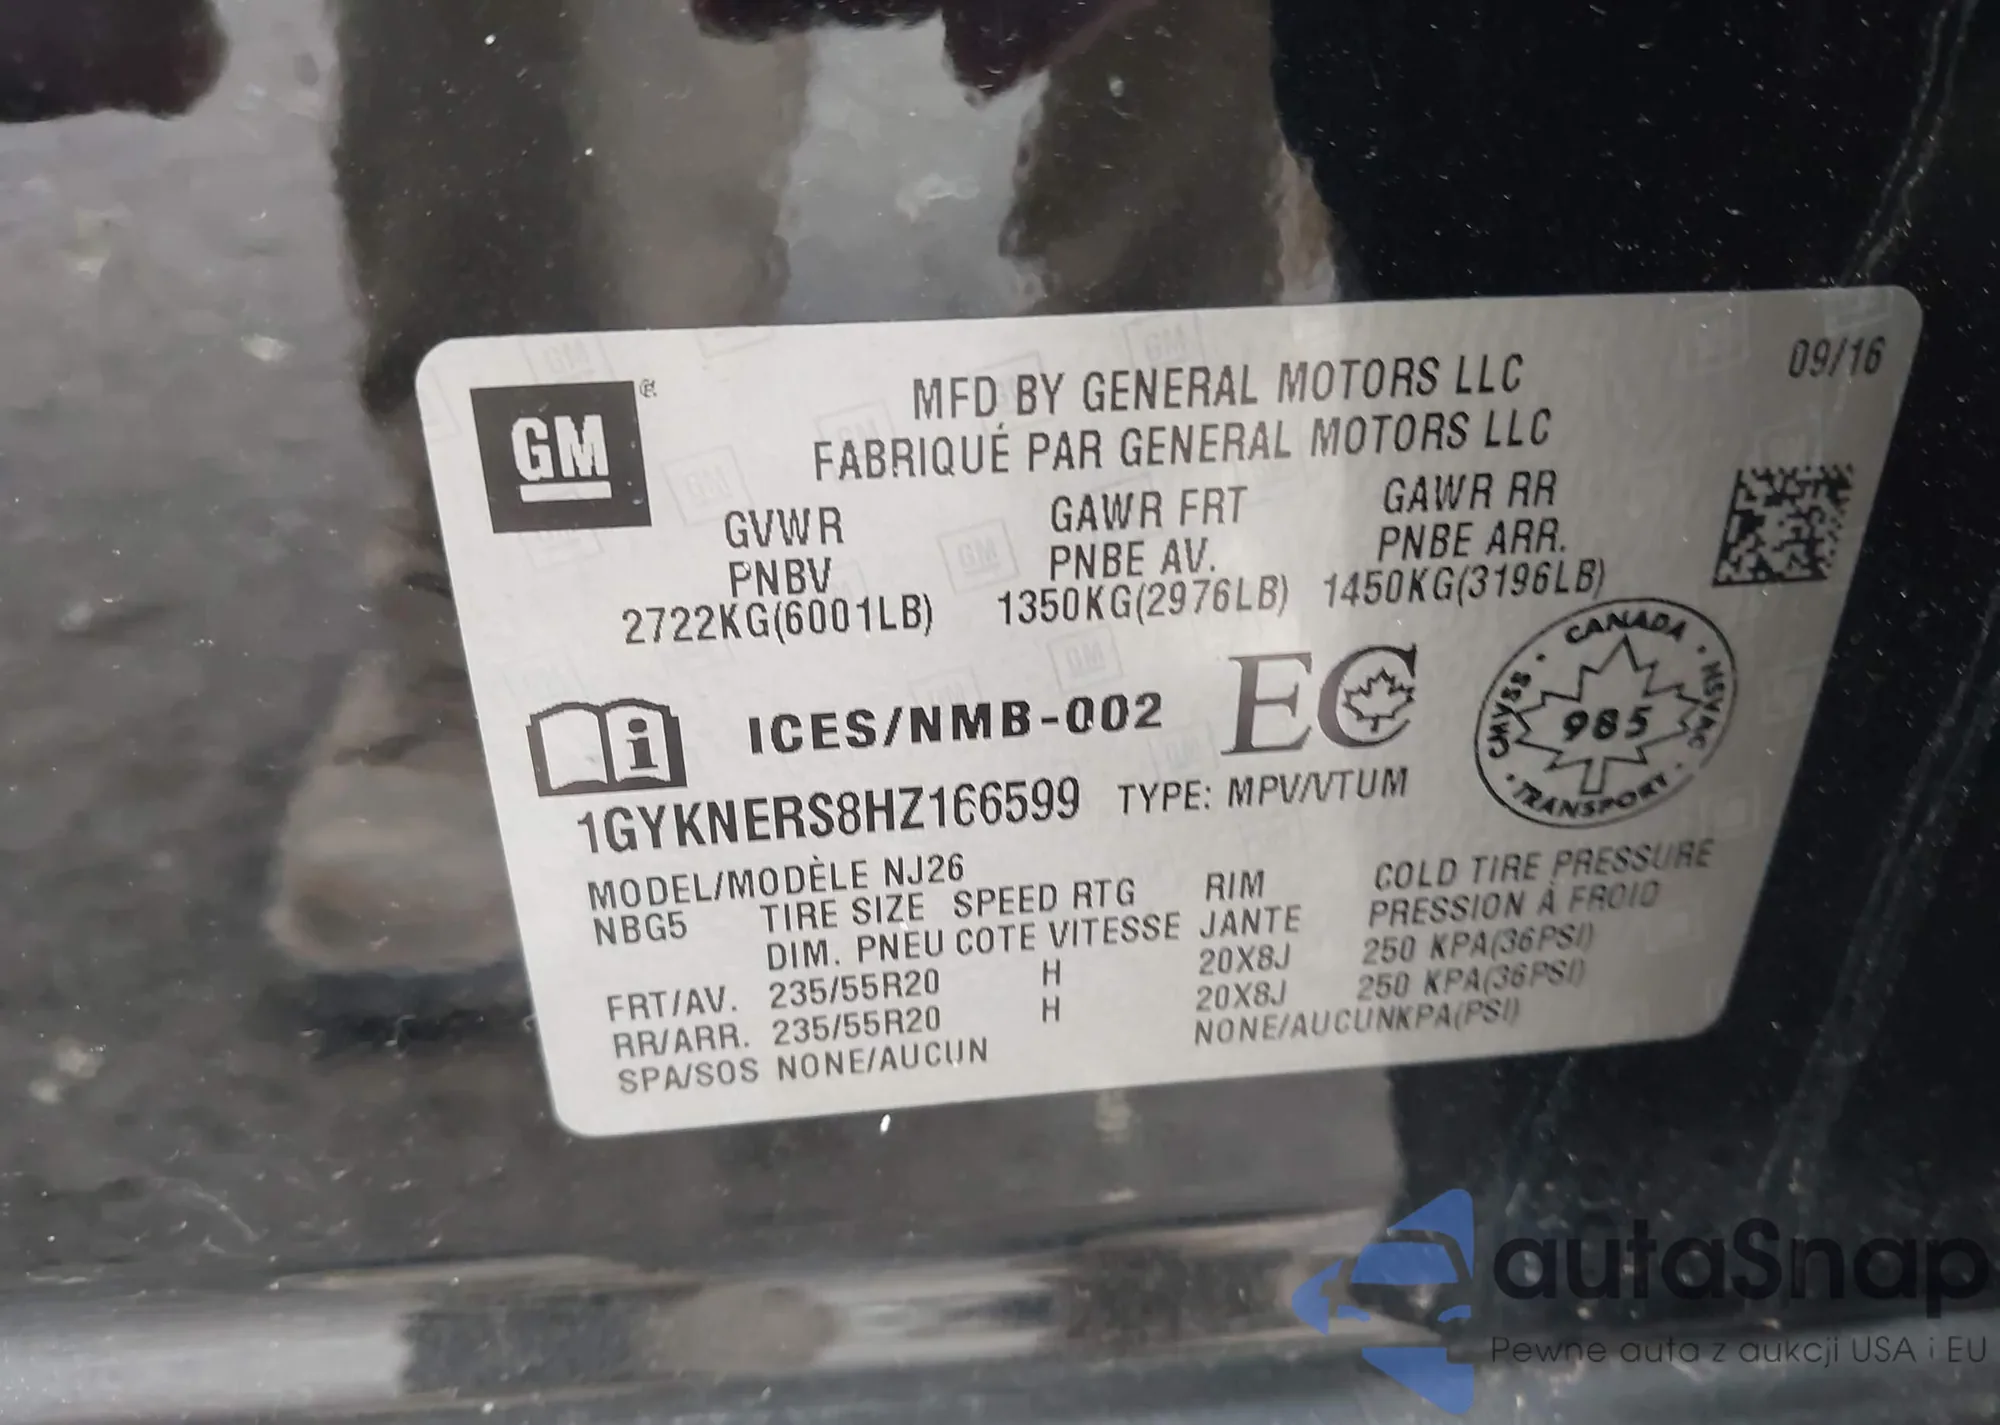 09/16
GM
MFD BY GENERAL MOTORS LLC
FABRIQUÉ PAR GENERAL MOTORS LLC
GVWR GAWR FRT GAWR RR
PNBV PNBE AV. PNBE ARR.
2722KG(6001LB) 1350KG(2976LB) 1450KG(3196LB)
ICES/NMB-002 EC
CANADA
CMVSS 985 NSVAC
TRANSPORT
1GYKNERS8HZ166599 TYPE: MPV/VTUM
MODEL/MODÈLE NJ26
NBG5 TIRE SIZE SPEED RTG RIM COLD TIRE PRESSURE
DIM. PNEU COTE VITESSE JANTE PRESSION À FROID
FRT/AV. 235/55R20 H 20X8J 250 KPA(36PSI)
RR/ARR. 235/55R20 H 20X8J 250 KPA(36PSI)
SPA/SOS NONE/AUCUN NONE/AUCUNKPA(PSI)
autaSnap
Pewne auta z aukcji USA i EU